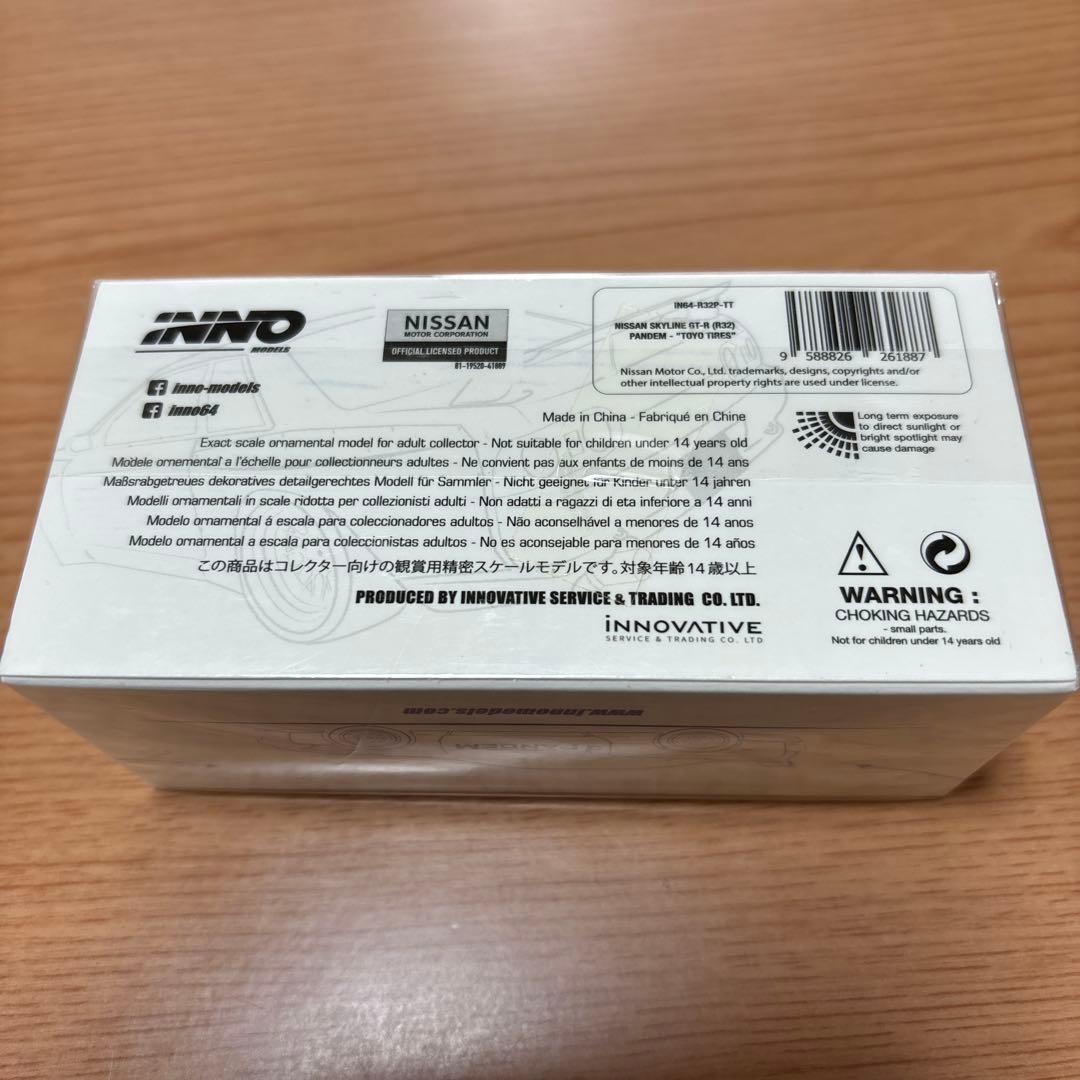 INNO
MODELS
inno-models
inno64
NISSAN
MOTOR CORPORATION
OFFICIAL LICENSED PRODUCT
81-19520-41809
IN64-R32P-TT
NISSAN SKYLINE GT-R (R32)
PANDEM - "TOYO TIRES"
9 588826 261887
Nissan Motor Co., Ltd. trademarks, designs, copyrights and/or
other intellectual property rights are used under license.
Made in China - Fabriqué en Chine
Exact scale ornamental model for adult collector - Not suitable for children under 14 years old
Modele ornemental a l'échelle pour collectionneurs adultes - Ne convient pas aux enfants de moins de 14 ans
Maßsrabgetreues dekoratives detailgerechtes Modell für Sammler - Nicht geeignet für Kinder unter 14 jahren
Modelli ornamentali in scale ridotta per collezionisti adulti - Non adatti a ragazzi di eta inferiore a 14 anni
Modelo ornamental á escala para coleccionadores adultos - Não aconselhável a menores de 14 anos
Modelo ornamental a escala para coleccionistas adultos - No es aconsejable para menores de 14 años
この商品はコレクター向けの観賞用精密スケールモデルです。対象年齢14歳以上
PRODUCED BY INNOVATIVE SERVICE & TRADING CO. LTD.
INNOVATIVE
SERVICE & TRADING CO. LTD
Long term exposure
to direct sunlight or
bright spotlight may
cause damage
WARNING :
CHOKING HAZARDS
- small parts.
Not for children under 14 years old
www.innomodels.com
PANDEM